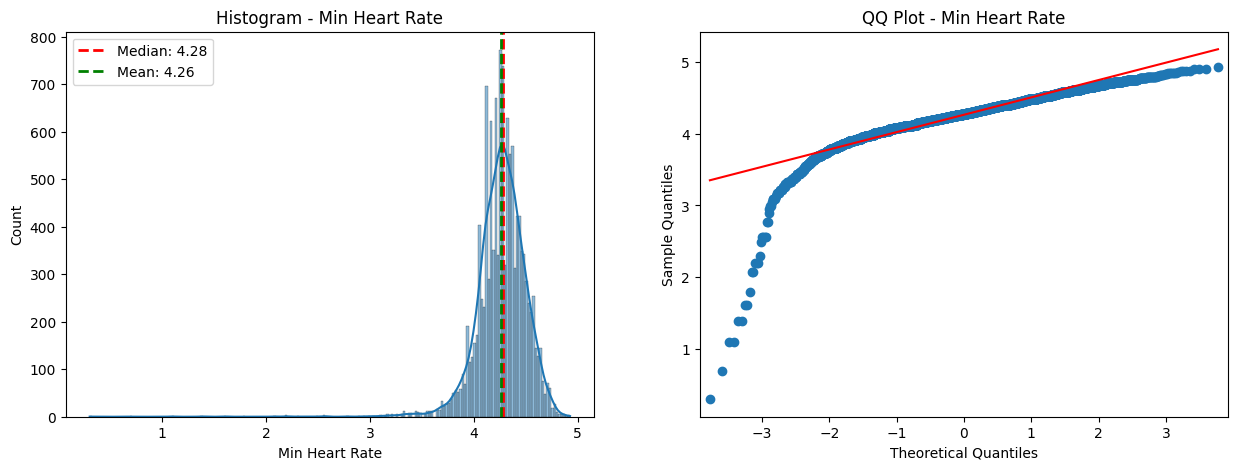 Histogram - Min Heart Rate
Median: 4.28
Mean: 4.26
Count
800
700
600
500
400
300
200
100
0
1 2 3 4 5
Min Heart Rate
QQ Plot - Min Heart Rate
Sample Quantiles
5
4
3
2
1
−3 −2 −1 0 1 2 3
Theoretical Quantiles